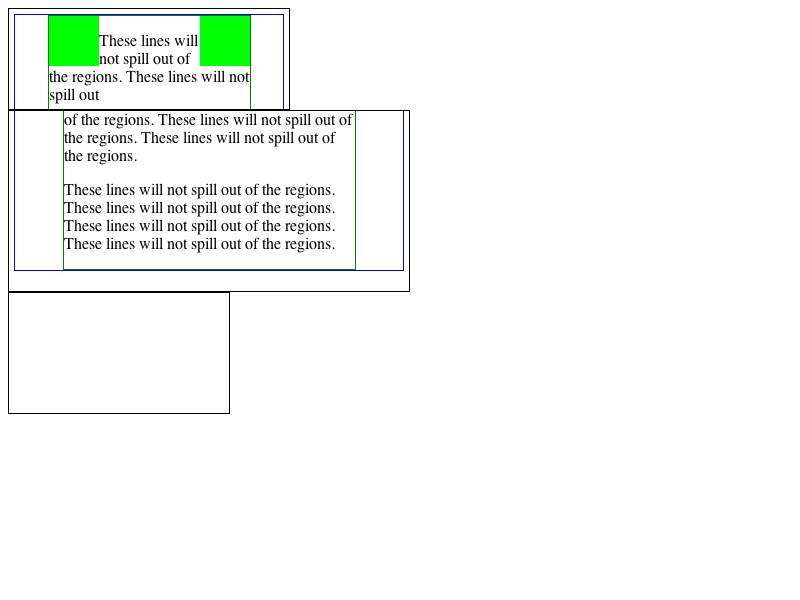 These lines will
not spill out of
the regions. These lines will not
spill out
of the regions. These lines will not spill out of
the regions. These lines will not spill out of
the regions.
These lines will not spill out of the regions.
These lines will not spill out of the regions.
These lines will not spill out of the regions.
These lines will not spill out of the regions.